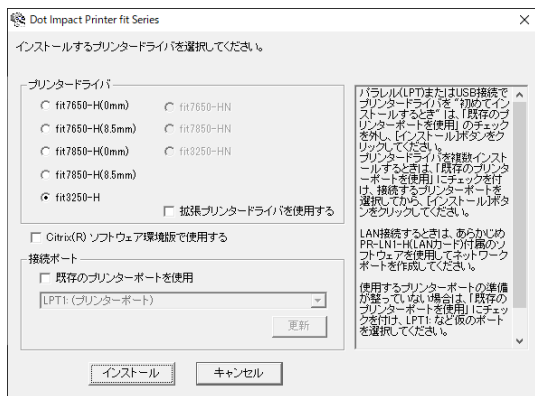 Dot Impact Printer fit Series
インストールするプリンタードライバを選択してください。
プリンタードライバ
fit7650-H(0mm)
fit7650-HN
fit7660-H(8.5mm)
fit7850-HN
fit7850-H(0mm)
fit3250-HN
fit7850-H(8.5mm)
fit3250-H
拡張プリンタードライバを使用する
Citrix(R) ソフトウェア環境版で使用する
接続ポート
既存のプリンターポートを使用
LPT1: (プリンターポート)
更新
インストール
キャンセル
パラレル(LPT)またはUSB接続で
プリンタードライバを "初めてイン
ストールするとき" は、「既存のプ
リンターポートを使用」のチェック
を外し、[インストール]ボタンをク
リックしてください。
プリンタードライバを複数インスト
ールするときは、「既存のプリンタ
ーポートを使用」にチェックを付
け、接続するプリンターポートを
選択してから、[インストール]ボタ
ンをクリックしてください。
LAN接続するときは、あらかじめ
PR-LN1-H(LANカード)付属のソ
フトウェアを使用してネットワーク
ポートを作成してください。
使用するプリンターポートの準備
が整っていない場合は、「既存の
プリンターポートを使用」にチェッ
クを付け、LPT1: など仮のポート
を選択してください。